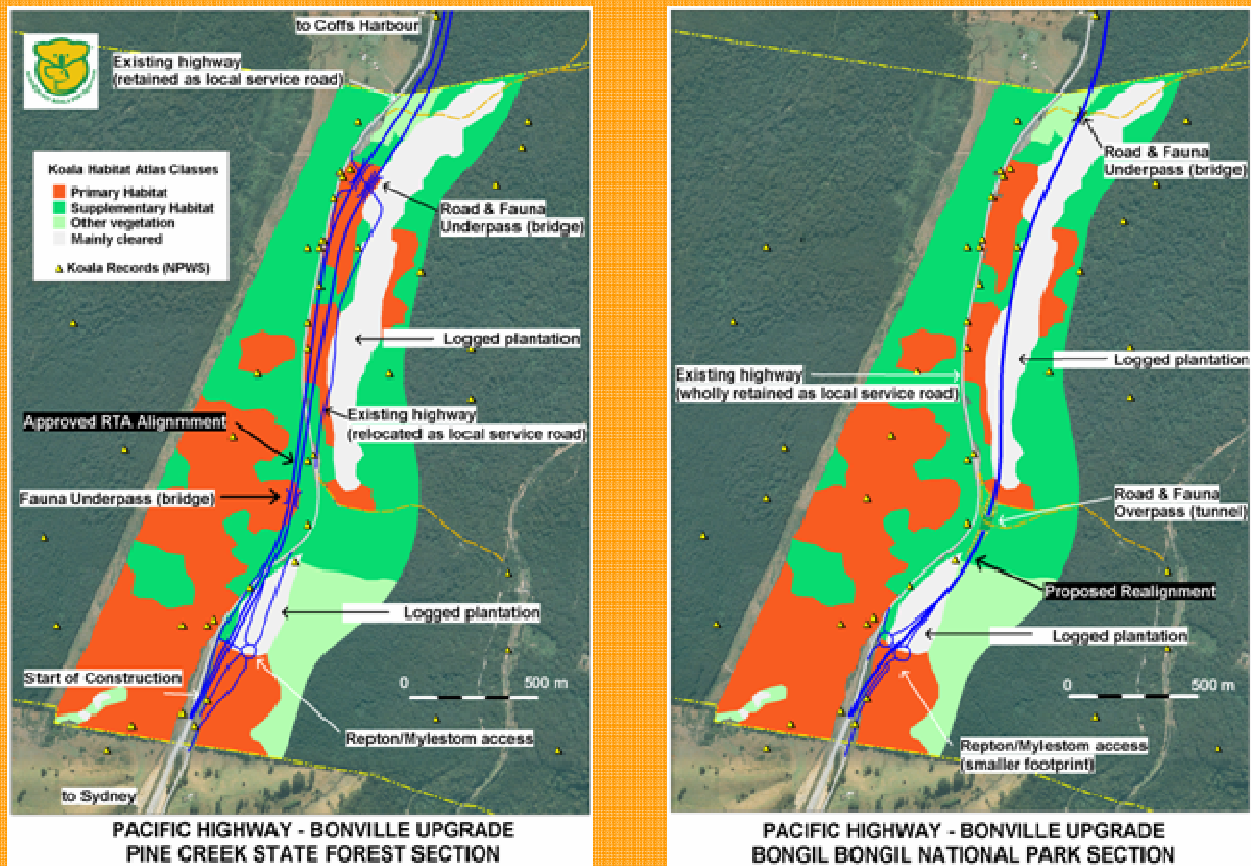 to Coffs Harbour
Existing highway
(retained as local service road)
Koala Habitat Atlas Classes
Primary Habitat
Supplementary Habitat
Other vegetation
Mainly cleared
Koala Records (NPWS)
Road & Fauna
Underpass (bridge)
Logged plantation
Approved RTA Alignmment
Existing highway
(relocated as local service road)
Fauna Underpass (briidge)
Logged plantation
Start of Construction
0 500 m
Repton/Mylestom access
to Sydney
PACIFIC HIGHWAY - BONVILLE UPGRADE
PINE CREEK STATE FOREST SECTION
Road & Fauna
Underpass (bridge)
Logged plantation
Existing highway
(wholly retained as local service road)
Road & Fauna
Overpass (tunnel)
Proposed Realignment
Logged plantation
0 500 m
Repton/Mylestom access
(smaller footprint)
PACIFIC HIGHWAY - BONVILLE UPGRADE
BONGIL BONGIL NATIONAL PARK SECTION